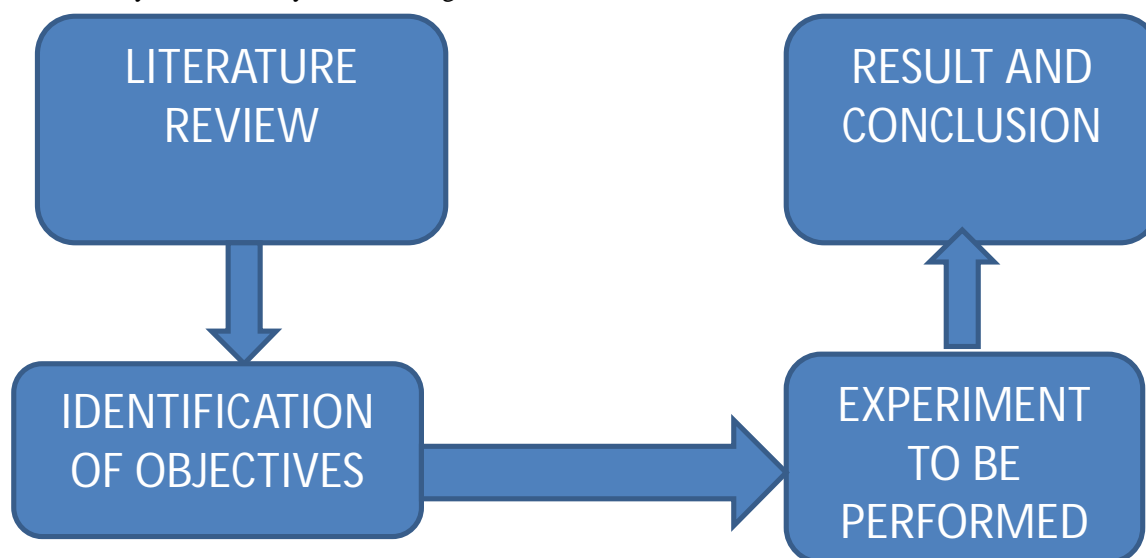 LITERATURE
REVIEW
IDENTIFICATION
OF OBJECTIVES
EXPERIMENT
TO BE
PERFORMED
RESULT AND
CONCLUSION